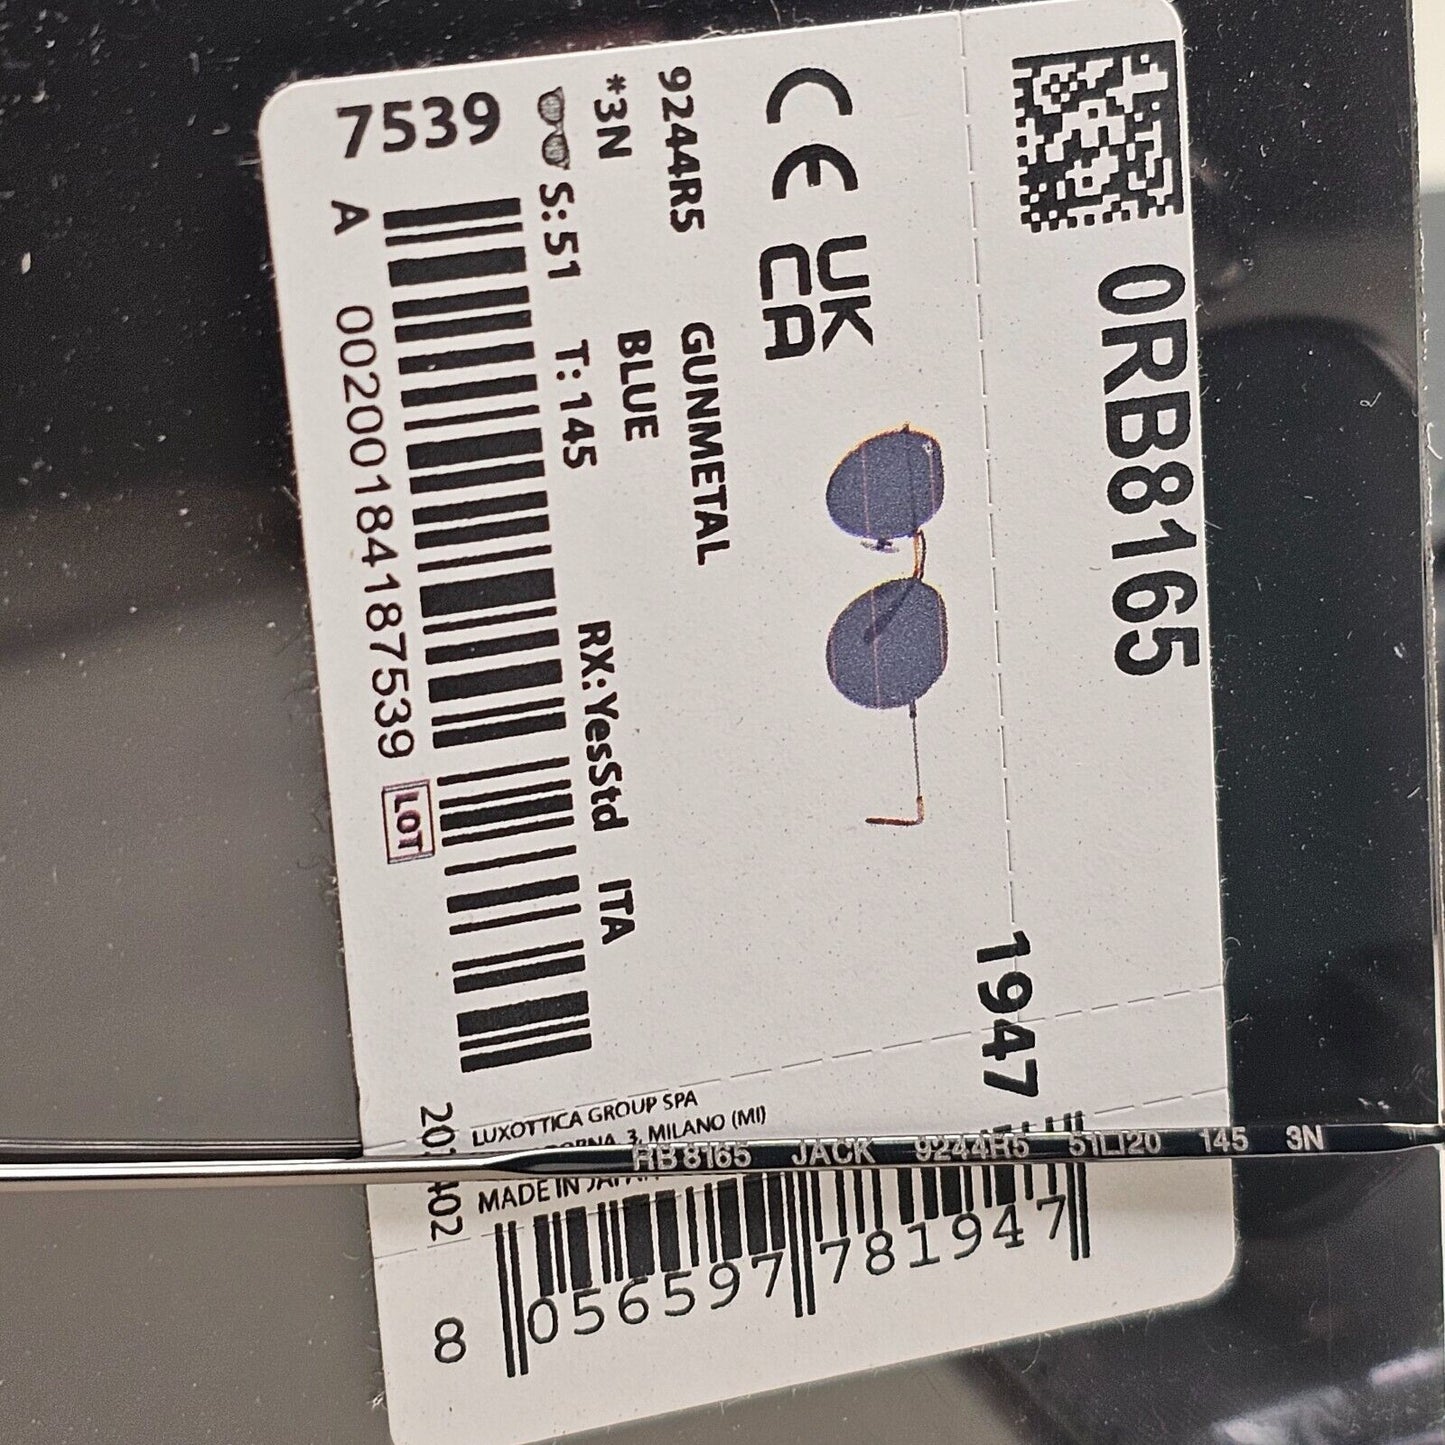 0RB8165
1947
CE UK
CA
9244R5 GUNMETAL
*3N BLUE
S:51 T:145 RX:YesStd ITA
7539
A 00200184187539 LOT
LUXOTTICA GROUP SPA
3, MILANO (MI)
MADE IN
RB 8165 JACK 9244R5 51 20 145 3N
8 056597 781947